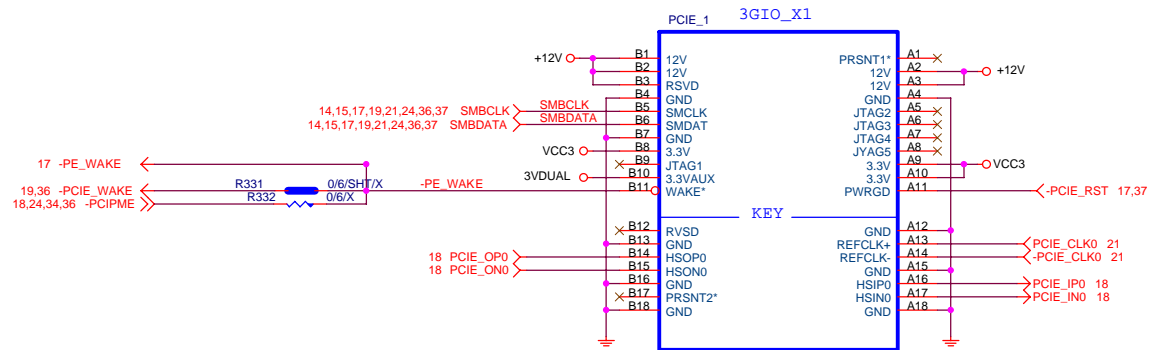 3GIO_X1
PCIE_1
+12V B1 12V PRSNT1* A1
B2 12V 12V A2 +12V
B3 RSVD 12V A3
B4 GND GND A4
14,15,17,19,21,24,36,37 SMBCLK SMBCLK B5 SMCLK JTAG2 A5
14,15,17,19,21,24,36,37 SMBDATA SMBDATA B6 SMDAT JTAG3 A6
B7 GND JTAG4 A7
VCC3 B8 3.3V JYAG5 A8
17 -PE_WAKE B9 JTAG1 3.3V A9 VCC3
3VDUAL B10 3.3VAUX 3.3V A10
19,36 -PCIE_WAKE R331 0/6/SHT/X -PE_WAKE B11 WAKE* PWRGD A11 -PCIE_RST 17,37
18,24,34,36 -PCIPME R332 0/6/X
KEY
B12 RVSD GND A12
B13 GND REFCLK+ A13 PCIE_CLK0 21
18 PCIE_OP0 B14 HSOP0 REFCLK- A14 -PCIE_CLK0 21
18 PCIE_ON0 B15 HSON0 GND A15
B16 GND HSIP0 A16 PCIE_IP0 18
B17 PRSNT2* HSIN0 A17 PCIE_IN0 18
B18 GND GND A18